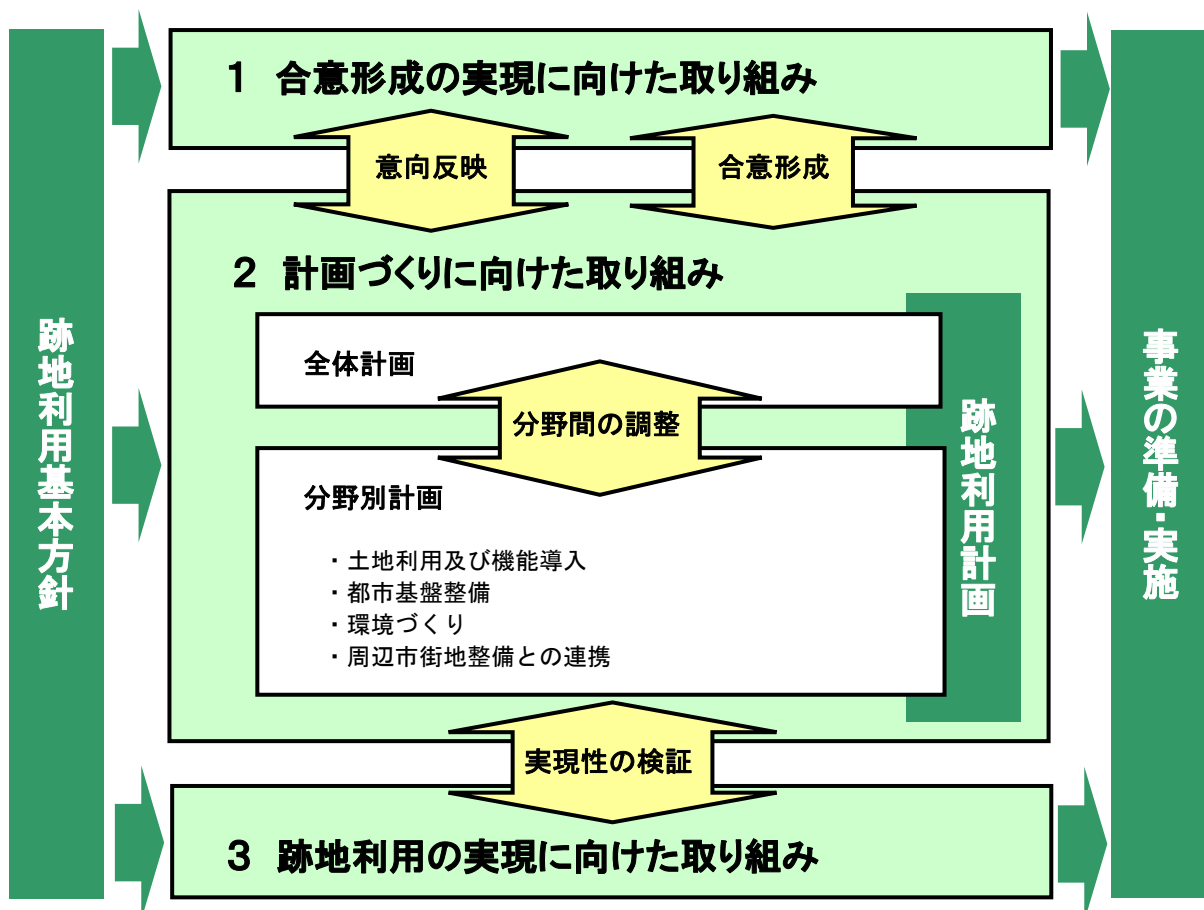 跡地利用基本方針
1 合意形成の実現に向けた取り組み
意向反映
合意形成
2 計画づくりに向けた取り組み
全体計画
分野間の調整
分野別計画
・土地利用及び機能導入
・都市基盤整備
・環境づくり
・周辺市街地整備との連携
跡地利用計画
実現性の検証
3 跡地利用の実現に向けた取り組み
事業の準備・実施